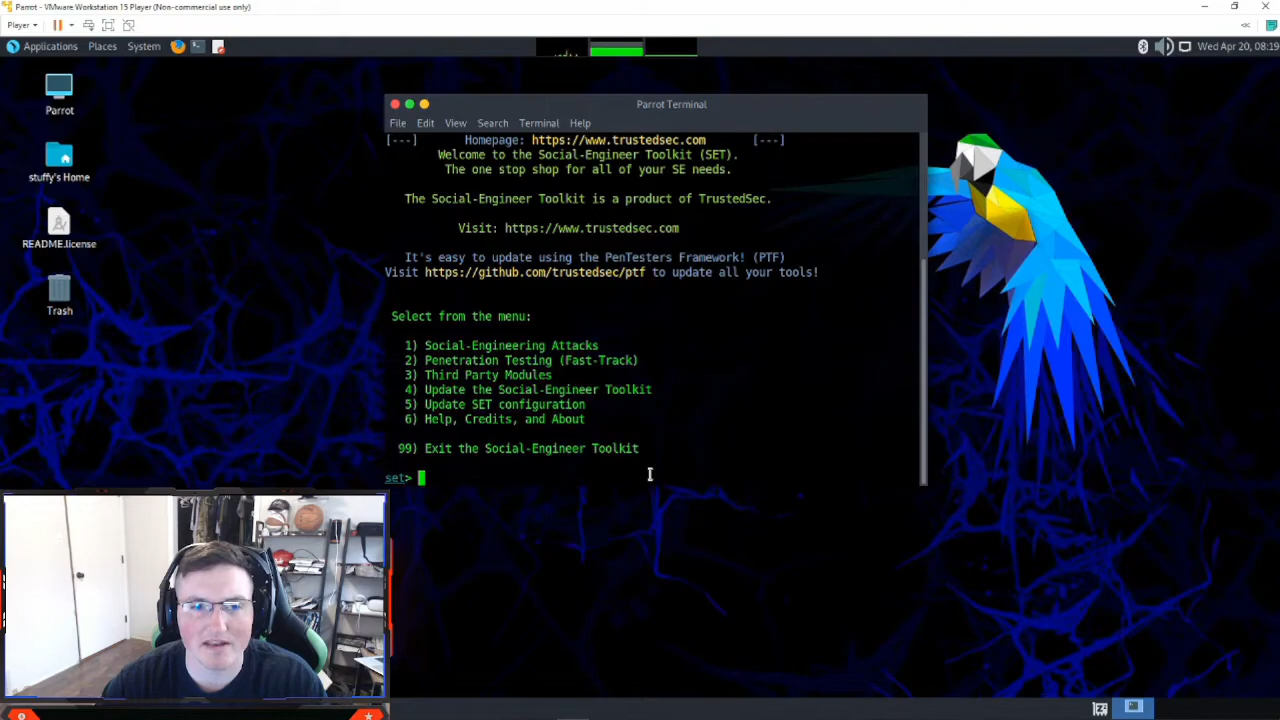 Parrot - VMware Workstation 15 Player (Non-commercial use only)
Player
Applications Places System
Wed Apr 20, 08:19
Parrot
stuffy's Home
README.license
Trash
Parrot Terminal
File Edit View Search Terminal Help
[---] Homepage: https://www.trustedsec.com [---]
Welcome to the Social-Engineer Toolkit (SET).
The one stop shop for all of your SE needs.
The Social-Engineer Toolkit is a product of TrustedSec.
Visit: https://www.trustedsec.com
It's easy to update using the PenTesters Framework! (PTF)
Visit https://github.com/trustedsec/ptf to update all your tools!
Select from the menu:
1) Social-Engineering Attacks
2) Penetration Testing (Fast-Track)
3) Third Party Modules
4) Update the Social-Engineer Toolkit
5) Update SET configuration
6) Help, Credits, and About
99) Exit the Social-Engineer Toolkit
set>